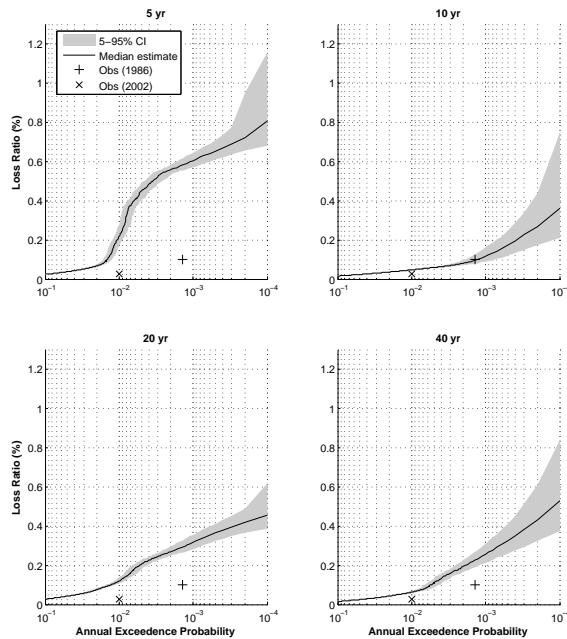 5 yr
1.2
1
0.8
0.6
0.4
0.2
0
Loss Ratio (%)
5−95% CI
Median estimate
Obs (1986)
Obs (2002)
10⁻¹ 10⁻² 10⁻³ 10⁻⁴
10 yr
1.2
1
0.8
0.6
0.4
0.2
0
10⁻¹ 10⁻² 10⁻³ 10⁻⁴
20 yr
1.2
1
0.8
0.6
0.4
0.2
0
Loss Ratio (%)
10⁻¹ 10⁻² 10⁻³ 10⁻⁴
Annual Exceedence Probability
40 yr
1.2
1
0.8
0.6
0.4
0.2
0
10⁻¹ 10⁻² 10⁻³ 10⁻⁴
Annual Exceedence Probability